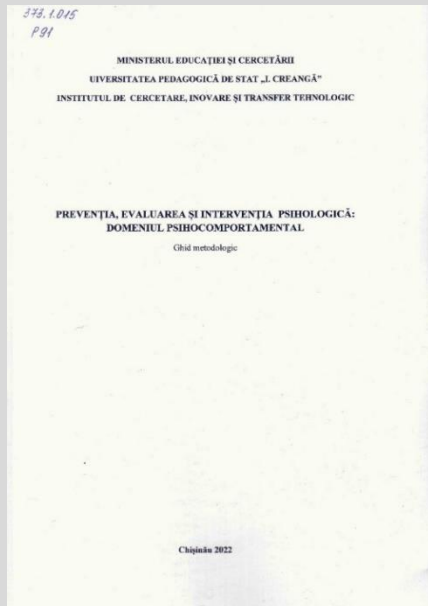 373.1.015
P91
MINISTERUL EDUCAȚIEI ȘI CERCETĂRII
UIVERSITATEA PEDAGOGICĂ DE STAT „I. CREANGĂ”
INSTITUTUL DE CERCETARE, INOVARE ȘI TRANSFER TEHNOLOGIC
PREVENȚIA, EVALUAREA ȘI INTERVENȚIA PSIHOLOGICĂ:
DOMENIUL PSIHOCOMPORTAMENTAL
Ghid metodologic
Chișinău 2022